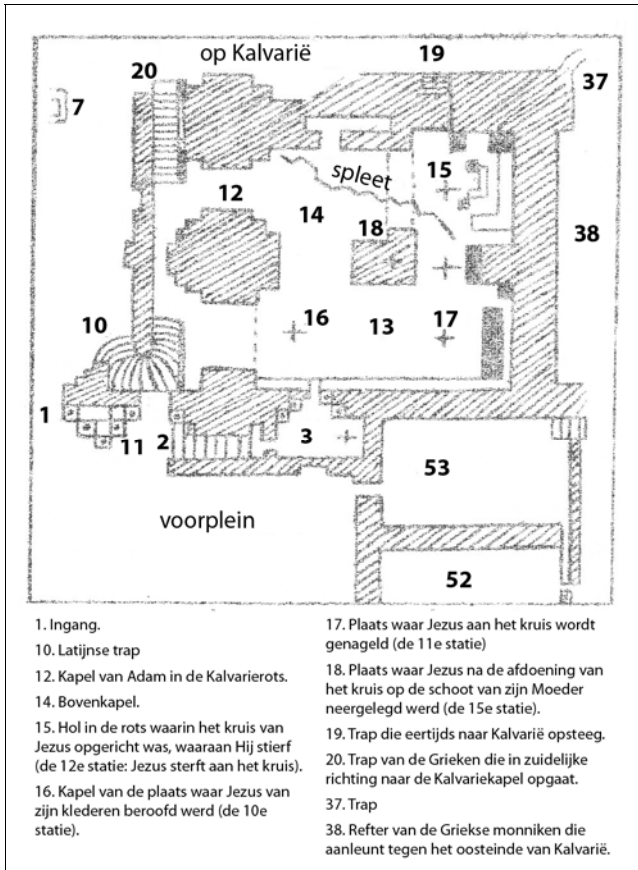 op Kalvarië
20
19
37
7
spleet
15
12
14
18
38
16
13
17
10
1
11
2
3
53
voorplein
52
1. Ingang.
10. Latijnse trap
12. Kapel van Adam in de Kalvarierots.
14. Bovenkapel.
15. Hol in de rots waarin het kruis van
Jezus opgericht was, waaraan Hij stierf
(de 12e statie: Jezus sterft aan het kruis).
16. Kapel van de plaats waar Jezus van
zijn klederen beroofd werd (de 10e
statie).
17. Plaats waar Jezus aan het kruis wordt
genageld (de 11e statie)
18. Plaats waar Jezus na de afdoening van
het kruis op de schoot van zijn Moeder
neergelegd werd (de 15e statie).
19. Trap die eertijds naar Kalvarië opsteeg.
20. Trap van de Grieken die in zuidelijke
richting naar de Kalvariekapel opgaat.
37. Trap
38. Refter van de Griekse monniken die
aanleunt tegen het oosteinde van Kalvarië.